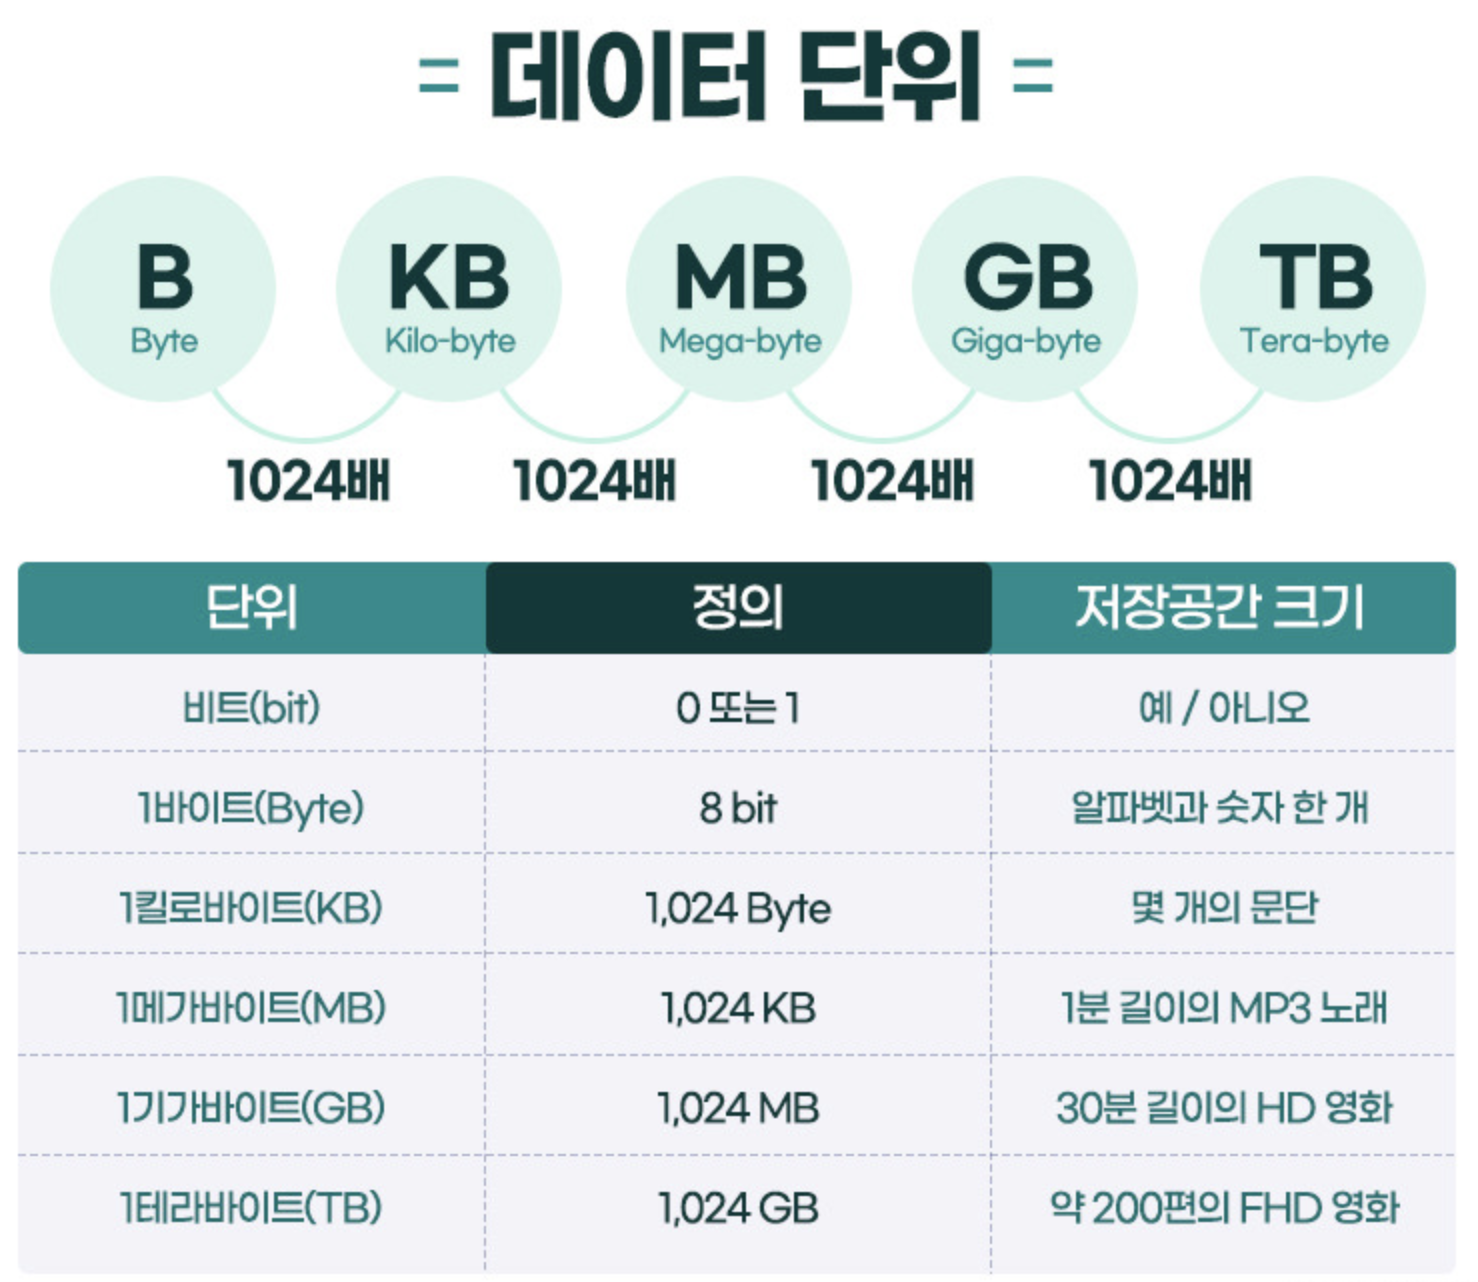 = 데이터 단위 =
B KB MB GB TB
Byte Kilo-byte Mega-byte Giga-byte Tera-byte
1024배 1024배 1024배 1024배
단위 정의 저장공간 크기
비트(bit) 0 또는 1 예 / 아니오
1바이트(Byte) 8 bit 알파벳과 숫자 한 개
1킬로바이트(KB) 1,024 Byte 몇 개의 문단
1메가바이트(MB) 1,024 KB 1분 길이의 MP3 노래
1기가바이트(GB) 1,024 MB 30분 길이의 HD 영화
1테라바이트(TB) 1,024 GB 약 200편의 FHD 영화